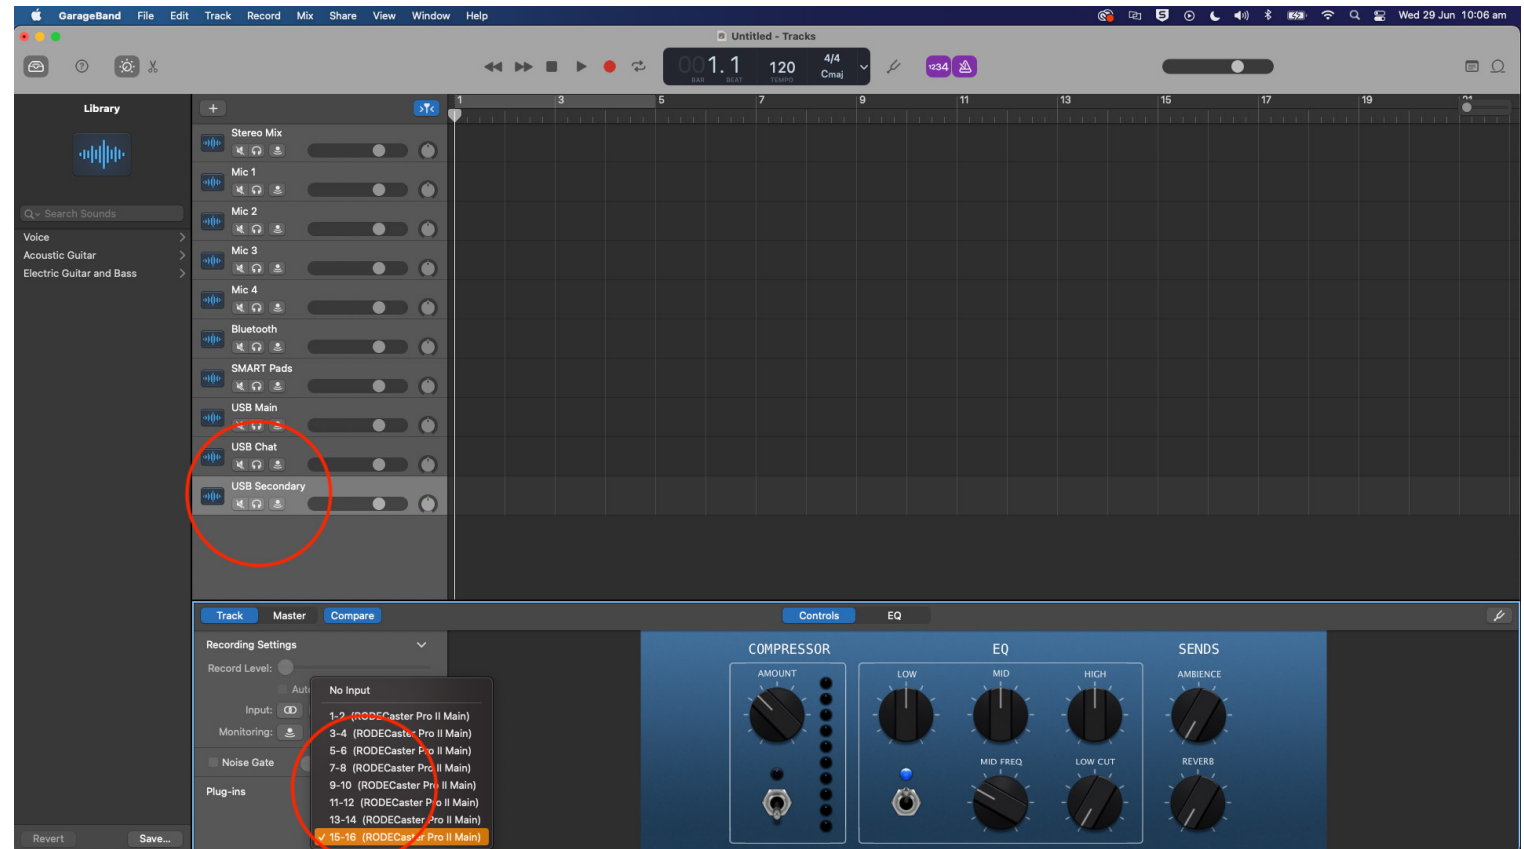 GarageBand File Edit Track Record Mix Share View Window Help
Wed 29 Jun 10:06 am
Untitled - Tracks
001.1
BAR BEAT
120
TEMPO
4/4
Cmaj
1234
Library
Search Sounds
Voice
Acoustic Guitar
Electric Guitar and Bass
1 3 5 7 9 11 13 15 17 19
Stereo Mix
Mic 1
Mic 2
Mic 3
Mic 4
Bluetooth
SMART Pads
USB Main
USB Chat
USB Secondary
Track Master Compare
Controls EQ
Recording Settings
Record Level:
Input:
Monitoring:
Noise Gate
Plug-ins
No Input
1-2 (RODECaster Pro II Main)
3-4 (RODECaster Pro II Main)
5-6 (RODECaster Pro II Main)
7-8 (RODECaster Pro II Main)
9-10 (RODECaster Pro II Main)
11-12 (RODECaster Pro II Main)
13-14 (RODECaster Pro II Main)
15-16 (RODECaster Pro II Main)
COMPRESSOR
AMOUNT
EQ
LOW MID HIGH
MID FREQ LOW CUT
SENDS
AMBIENCE
REVERB
Revert Save...